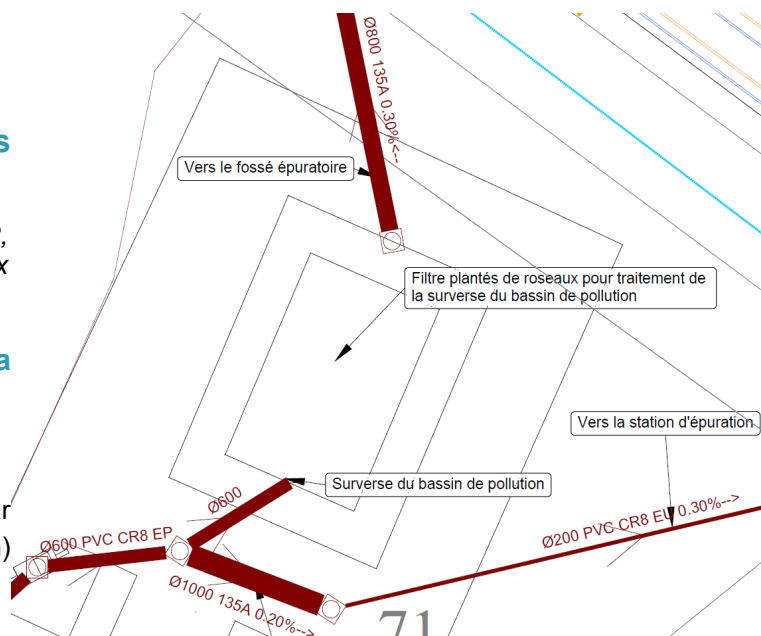 Ø800 135A 0.30%<--
s
Vers le fossé épuratoire
x
Filtre plantés de roseaux pour traitement de
la surverse du bassin de pollution
a
Vers la station d'épuration
Surverse du bassin de pollution
r
Ø600
Ø200 PVC CR8 EU 0.30%-->
Ø600 PVC CR8 EP
)
Ø1000 135A 0.20%-->
71